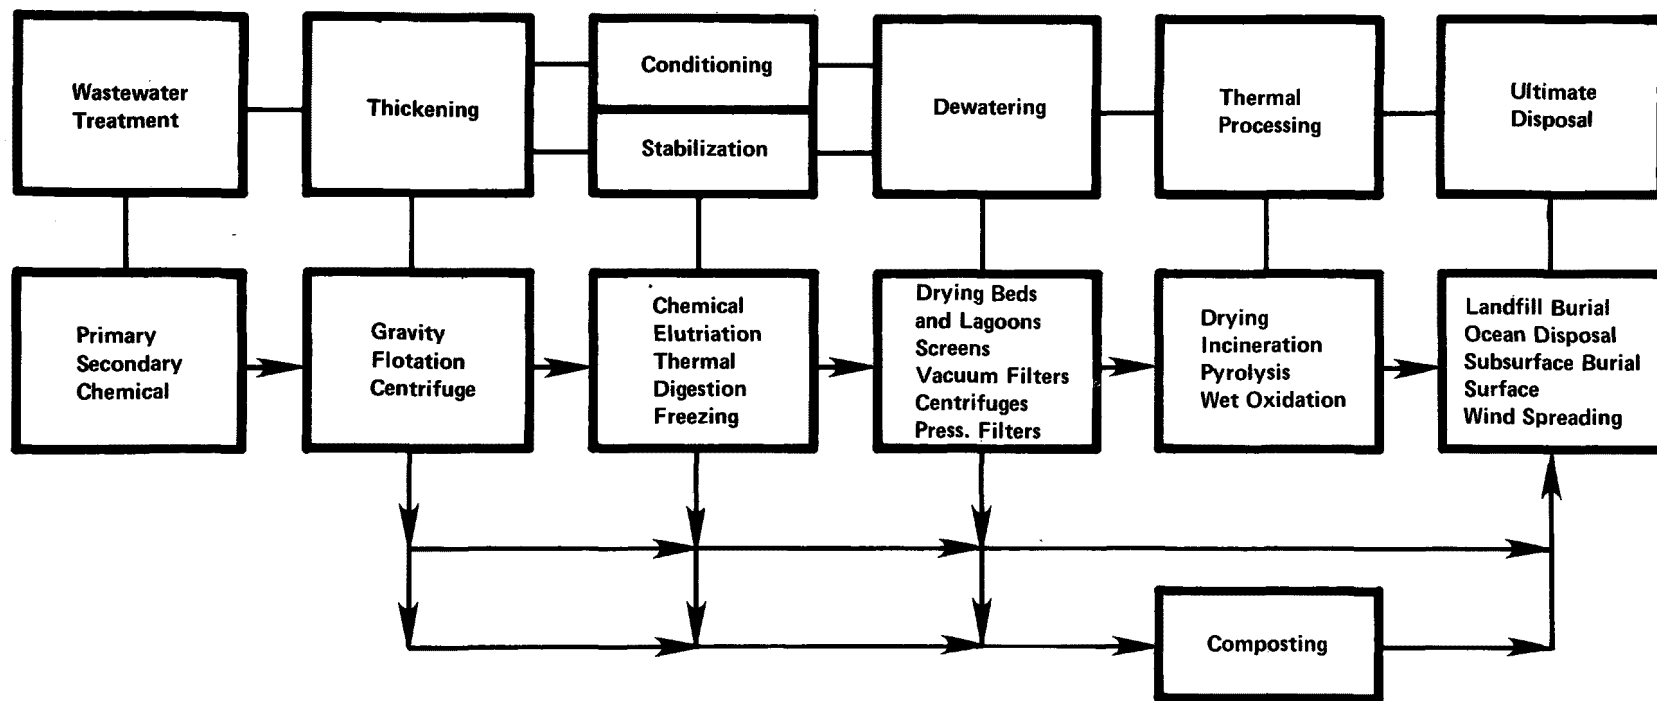 Wastewater
Treatment
Thickening
Conditioning
Stabilization
Dewatering
Thermal
Processing
Ultimate
Disposal
Primary
Secondary
Chemical
Gravity
Flotation
Centrifuge
Chemical
Elutriation
Thermal
Digestion
Freezing
Drying Beds
and Lagoons
Screens
Vacuum Filters
Centrifuges
Press. Filters
Drying
Incineration
Pyrolysis
Wet Oxidation
Landfill Burial
Ocean Disposal
Subsurface Burial
Surface
Wind Spreading
Composting